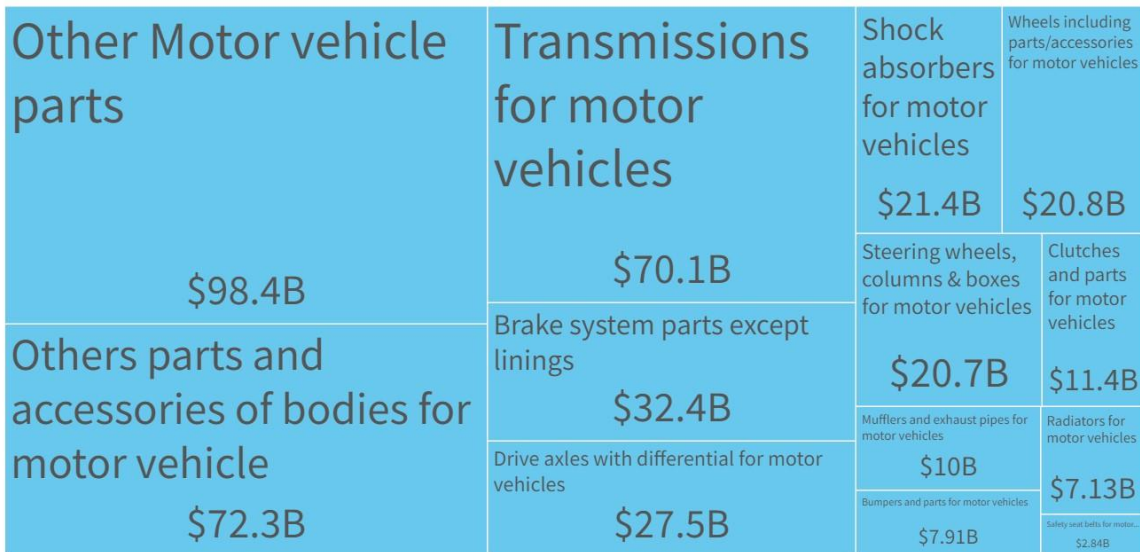 Other Motor vehicle
parts
$98.4B
Others parts and
accessories of bodies for
motor vehicle
$72.3B
Transmissions
for motor
vehicles
$70.1B
Brake system parts except
linings
$32.4B
Drive axles with differential for motor
vehicles
$27.5B
Shock
absorbers
for motor
vehicles
$21.4B
Wheels including
parts/accessories
for motor vehicles
$20.8B
Steering wheels,
columns & boxes
for motor vehicles
$20.7B
Clutches
and parts
for motor
vehicles
$11.4B
Mufflers and exhaust pipes for
motor vehicles
$10B
Bumpers and parts for motor vehicles
$7.91B
Radiators for
motor vehicles
$7.13B
Safety seat belts for motor...
$2.84B